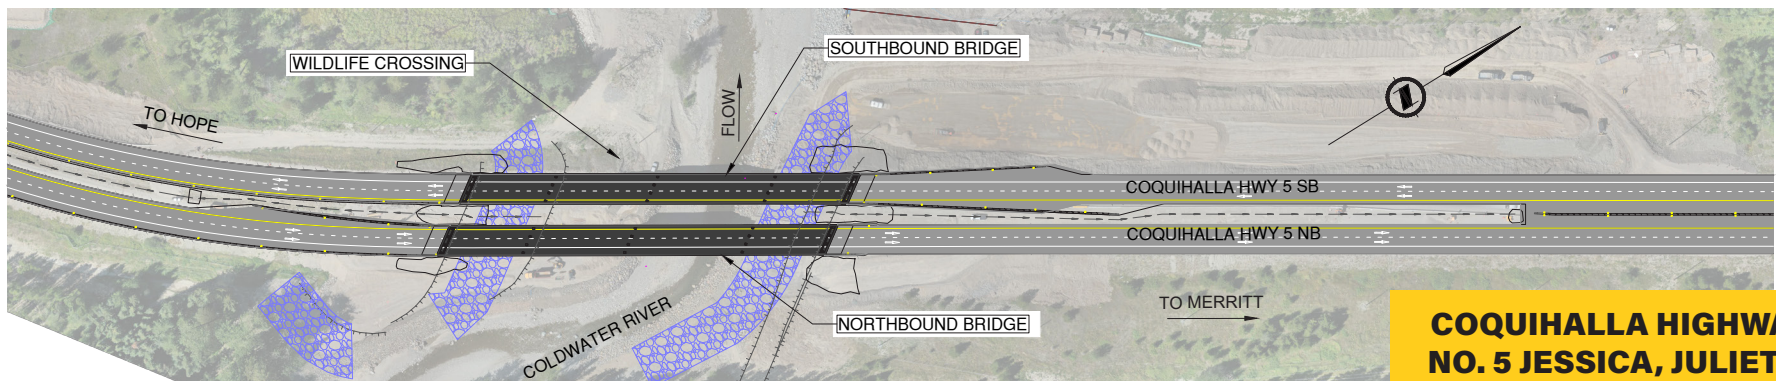 SOUTHBOUND BRIDGE
WILDLIFE CROSSING
TO HOPE
FLOW
COQUIHALLA HWY 5 SB
COQUIHALLA HWY 5 NB
TO MERRITT
NORTHBOUND BRIDGE
COLDWATER RIVER
COQUIHALLA HIGHWA
NO. 5 JESSICA, JULIET